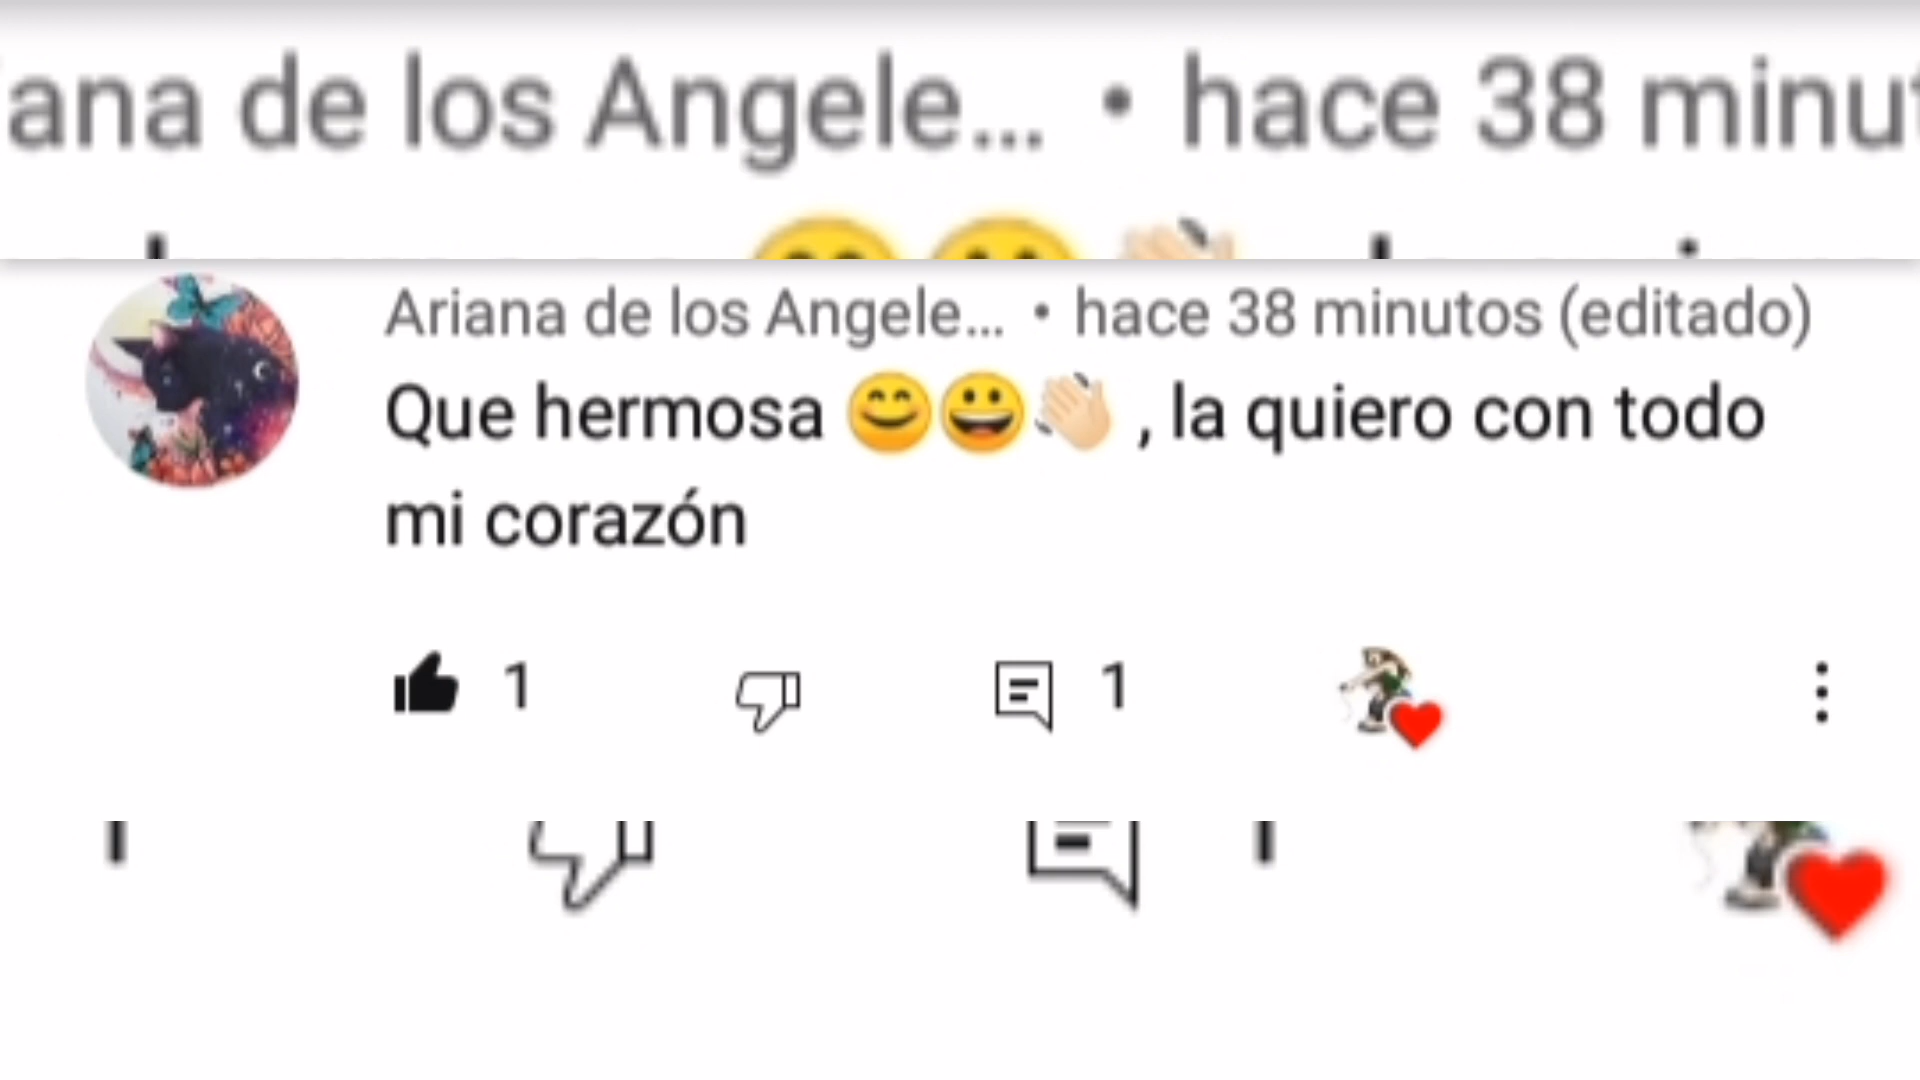 ana de los Angele... • hace 38 minut
Ariana de los Angele... • hace 38 minutos (editado)
Que hermosa 😊😀👋🏻 , la quiero con todo
mi corazón
1 1